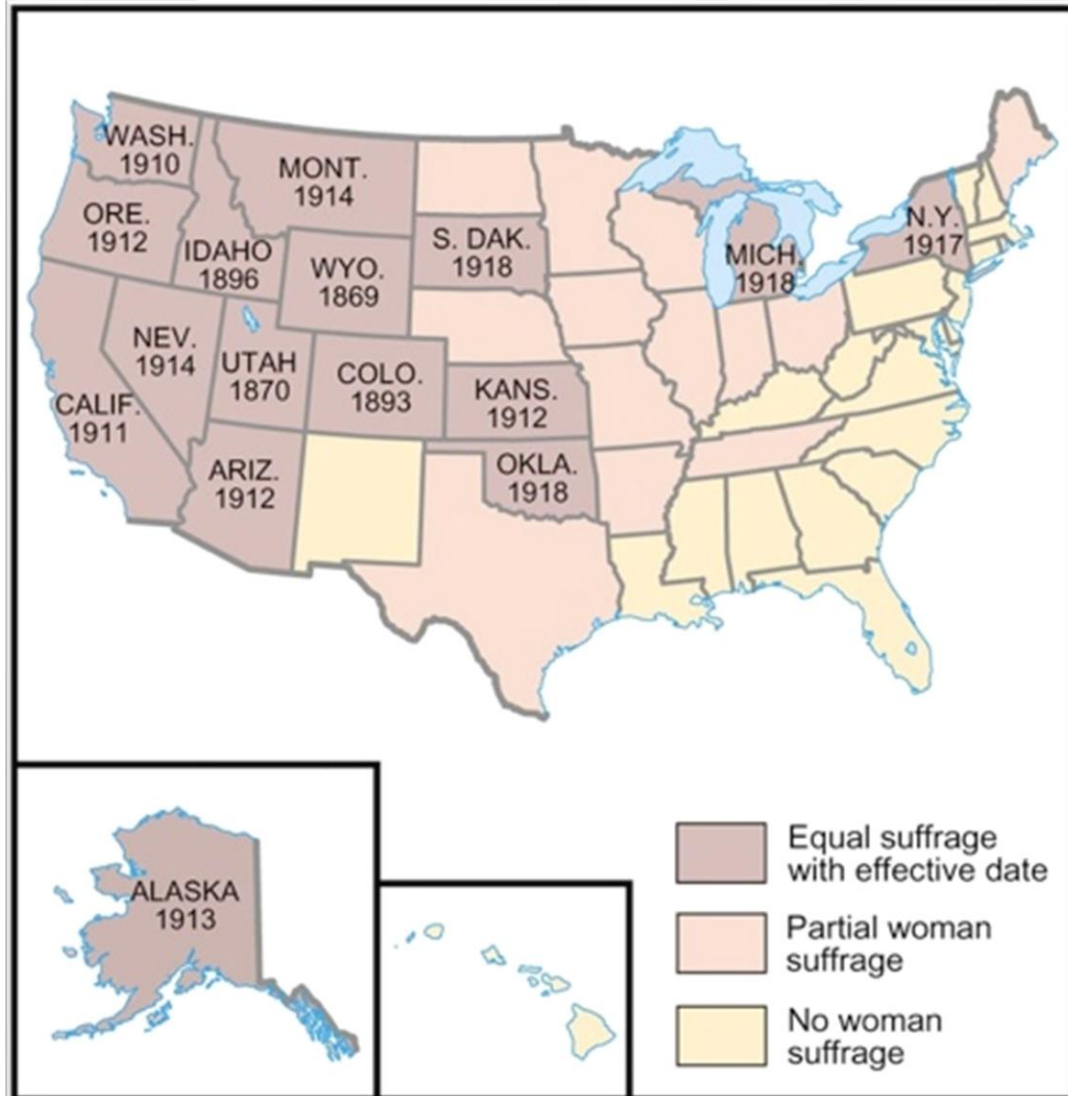 WASH.
1910
MONT.
1914
ORE.
1912
IDAHO
1896
WYO.
1869
S. DAK.
1918
MICH.
1918
N.Y.
1917
NEV.
1914
UTAH
1870
COLO.
1893
KANS.
1912
CALIF.
1911
ARIZ.
1912
OKLA.
1918
ALASKA
1913
Equal suffrage
with effective date
Partial woman
suffrage
No woman
suffrage